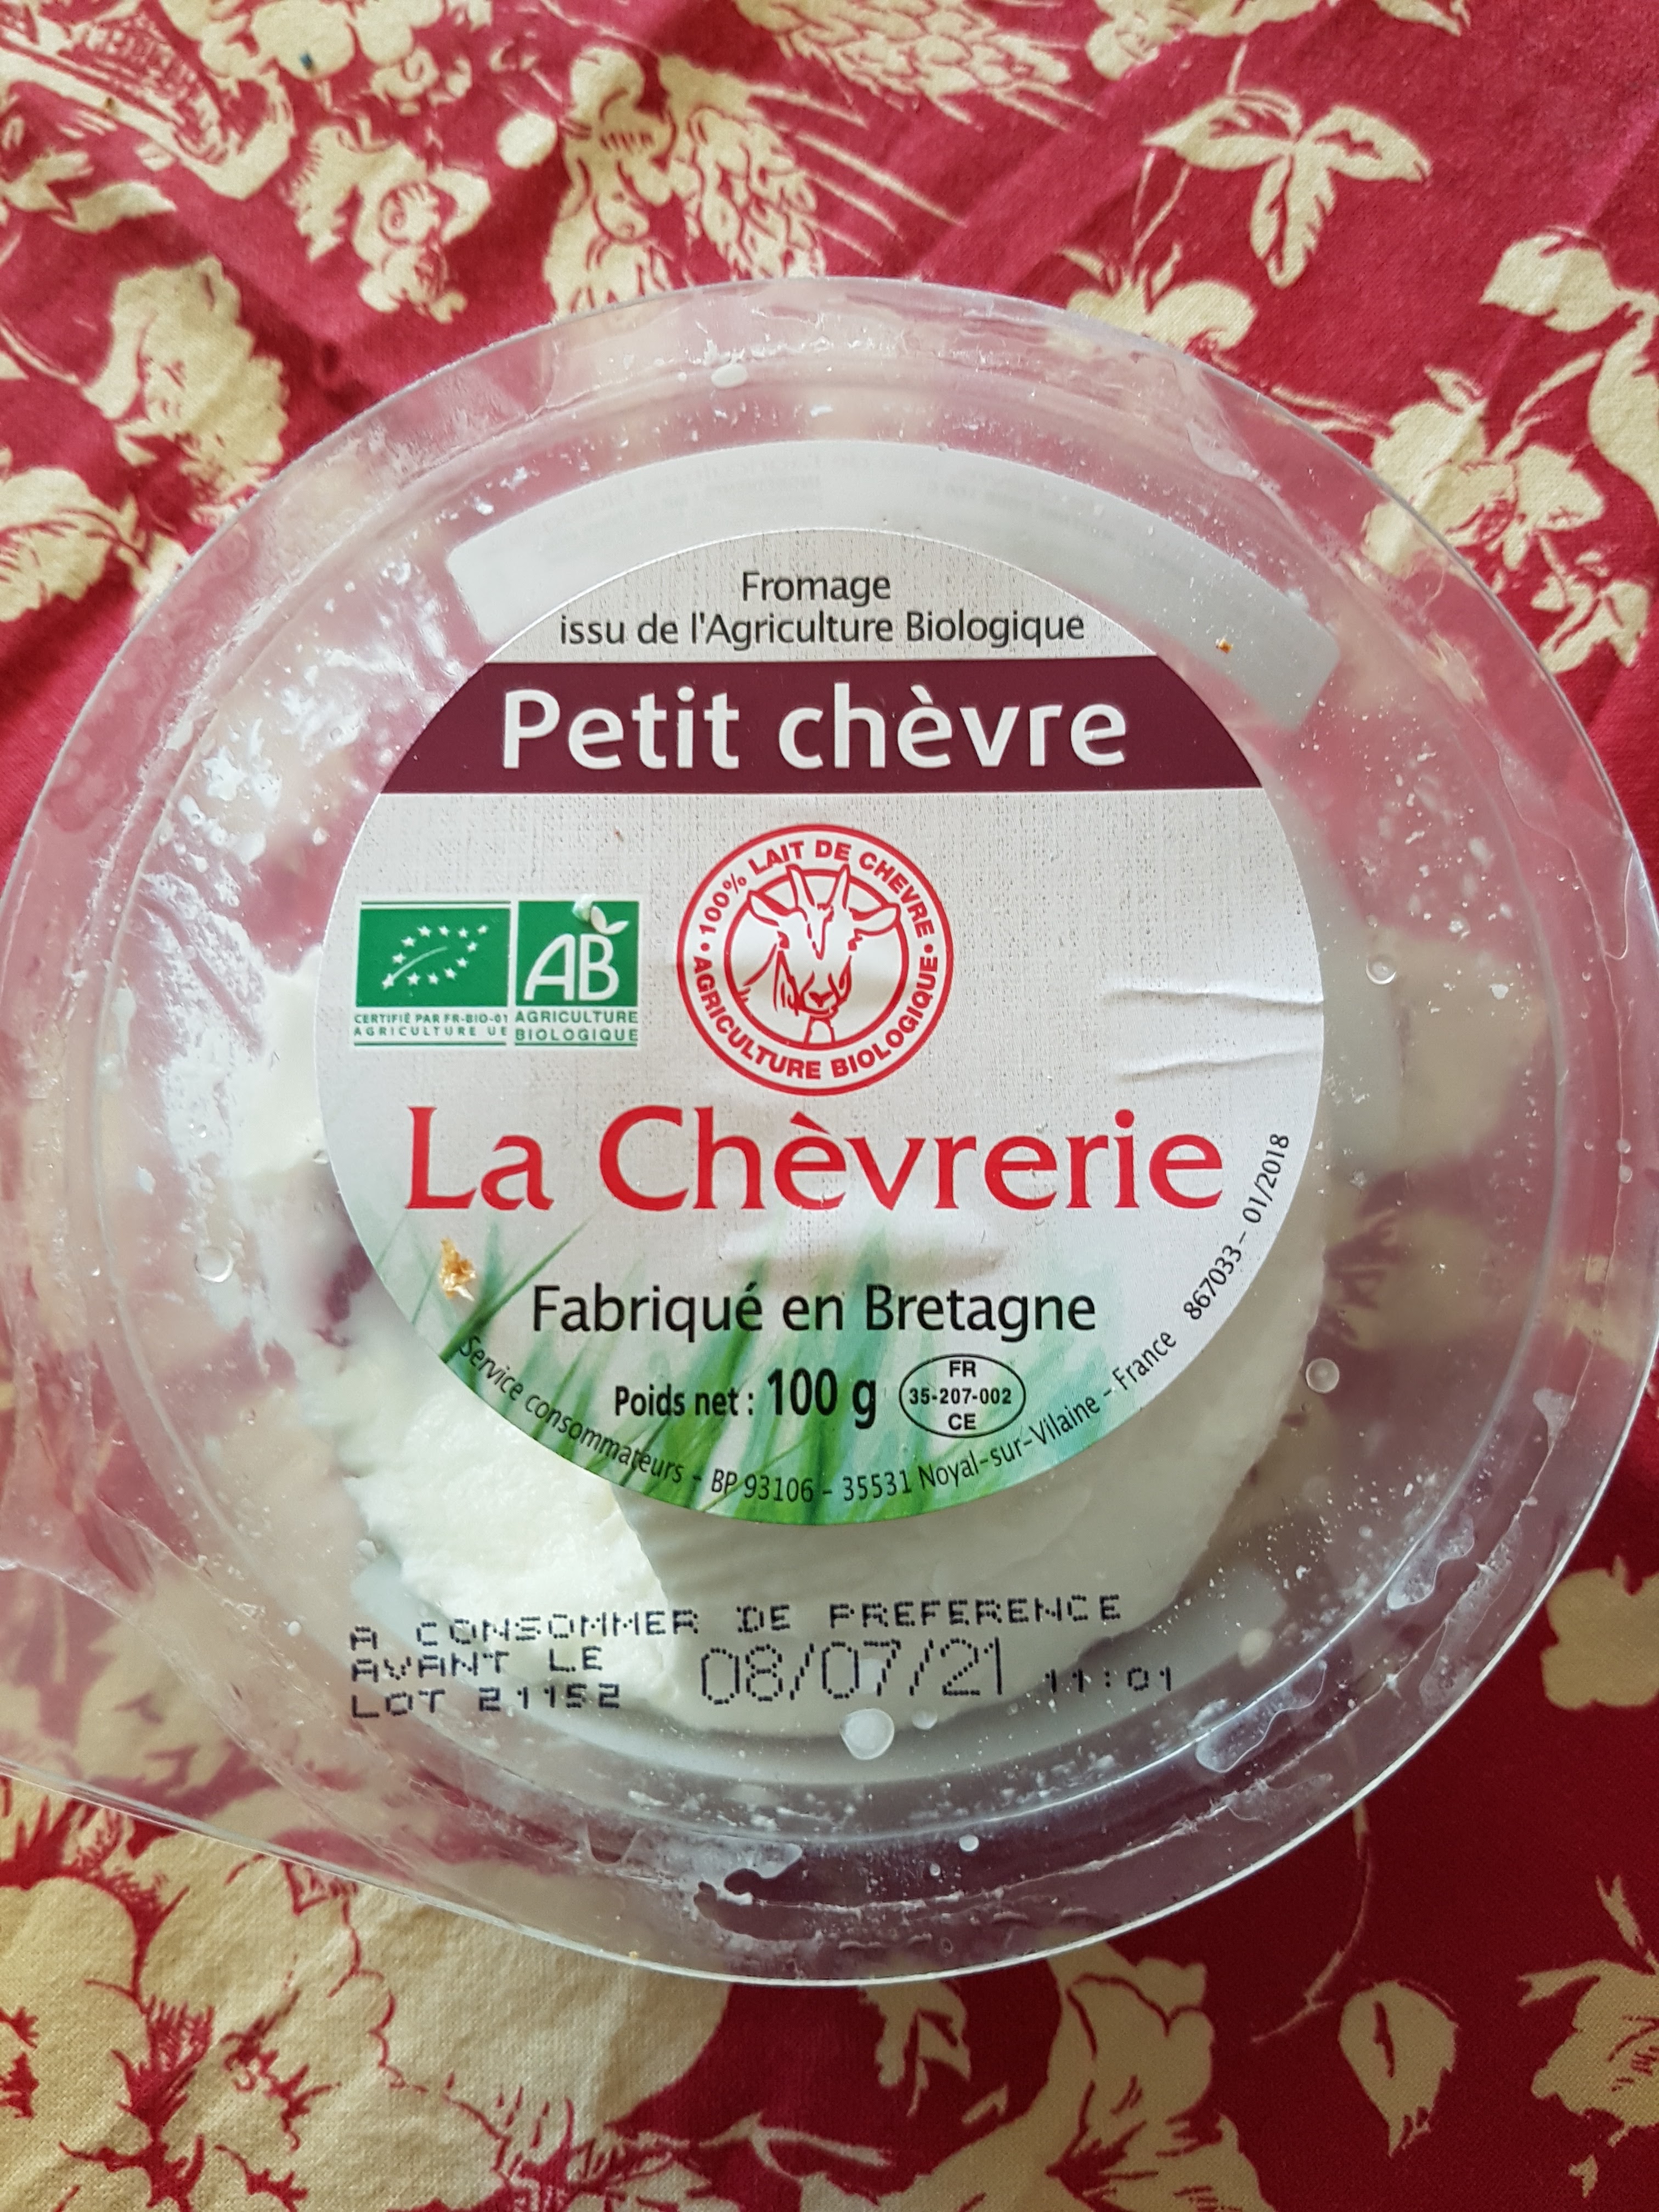 Fromage
issu de l'Agriculture Biologique
Petit chèvre
100% LAIT DE CHEVRE • AGRICULTURE BIOLOGIQUE •
AB
CERTIFIÉ PAR FR-BIO-01
AGRICULTURE UE
AGRICULTURE
BIOLOGIQUE
La Chèvrerie
Fabriqué en Bretagne
Poids net : 100 g
FR
35-207-002
CE
Service consommateurs - BP 93106 - 35531 Noyal-sur-Vilaine - France
867033 - 01/2018
A CONSOMMER DE PREFERENCE
AVANT LE 08/07/21 11:01
LOT 21152